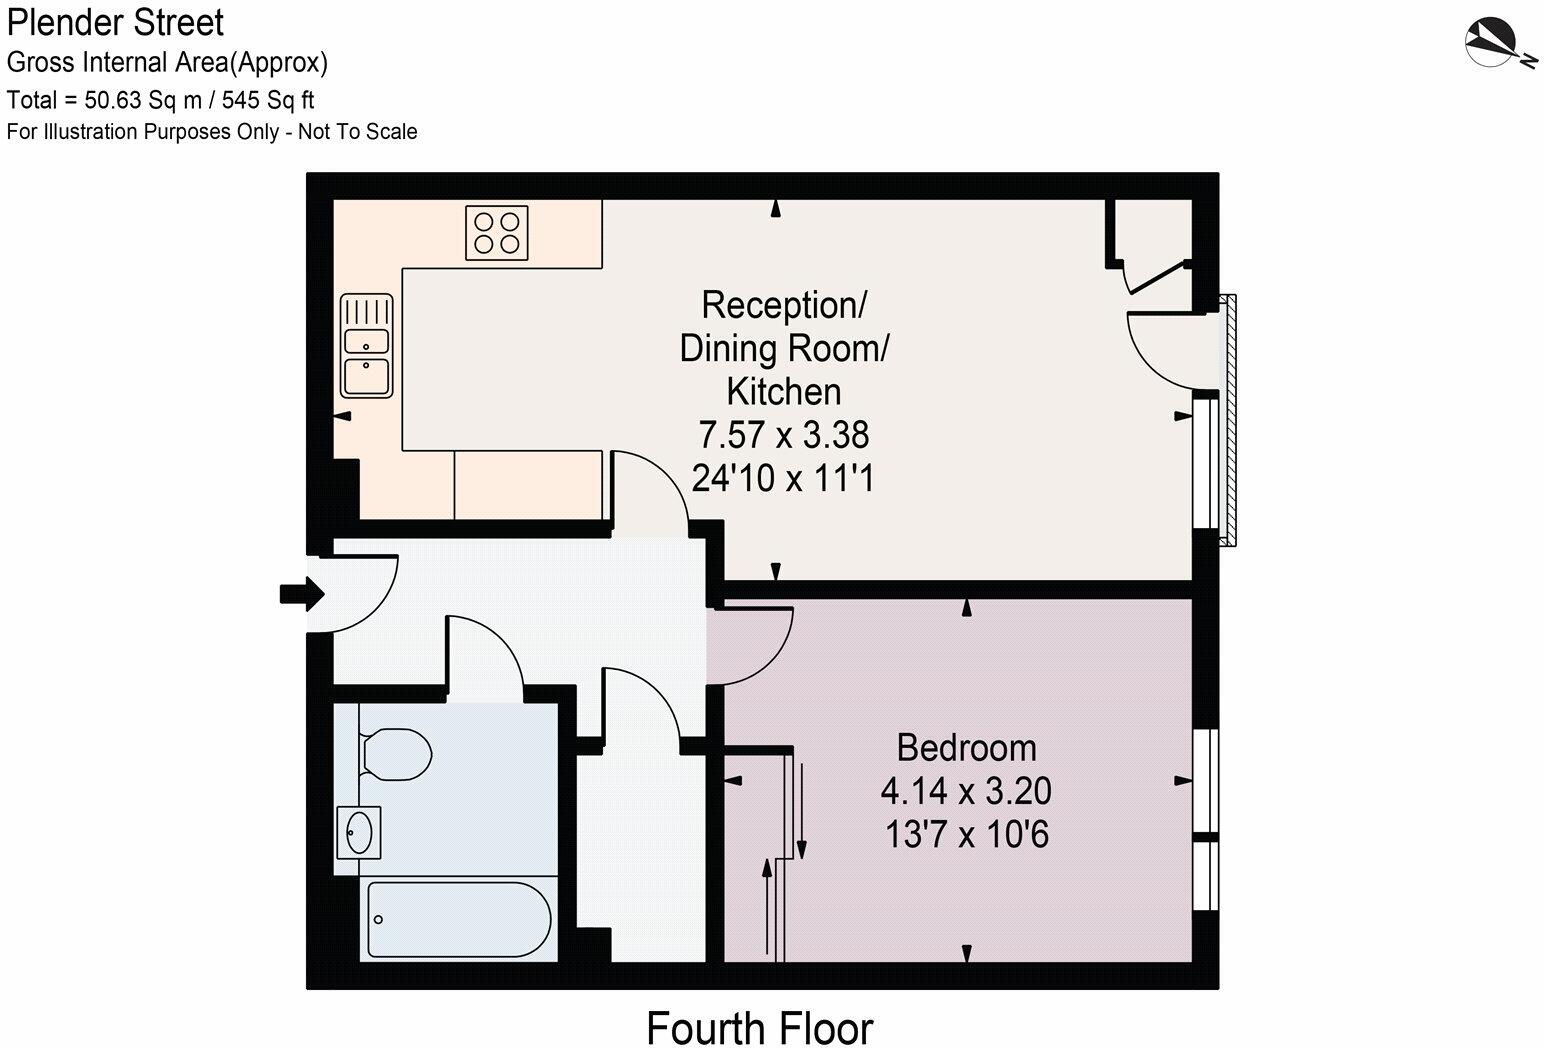 Plender Street
Gross Internal Area(Approx)
Total = 50.63 Sq m / 545 Sq ft
For Illustration Purposes Only - Not To Scale
N
Reception/
Dining Room/
Kitchen
7.57 x 3.38
24'10 x 11'1
Bedroom
4.14 x 3.20
13'7 x 10'6
Fourth Floor